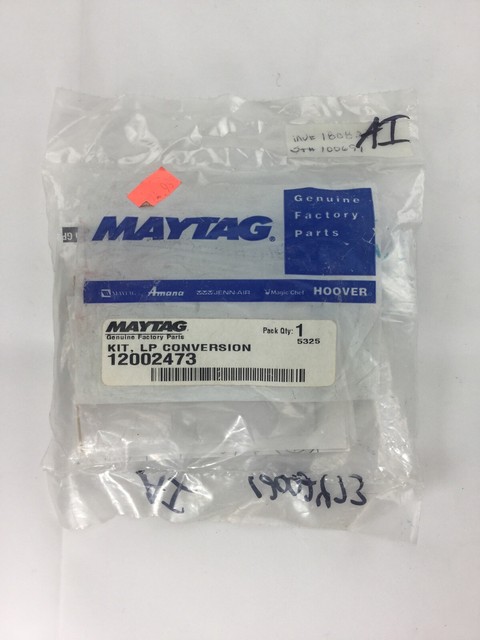 AI
Genuine
Factory
Parts
MAYTAG®
Amana JENN-AIR Magic Chef HOOVER
MAYTAG
Genuine Factory Parts
Pack Qty: 1
5325
KIT, LP CONVERSION
12002473
AI